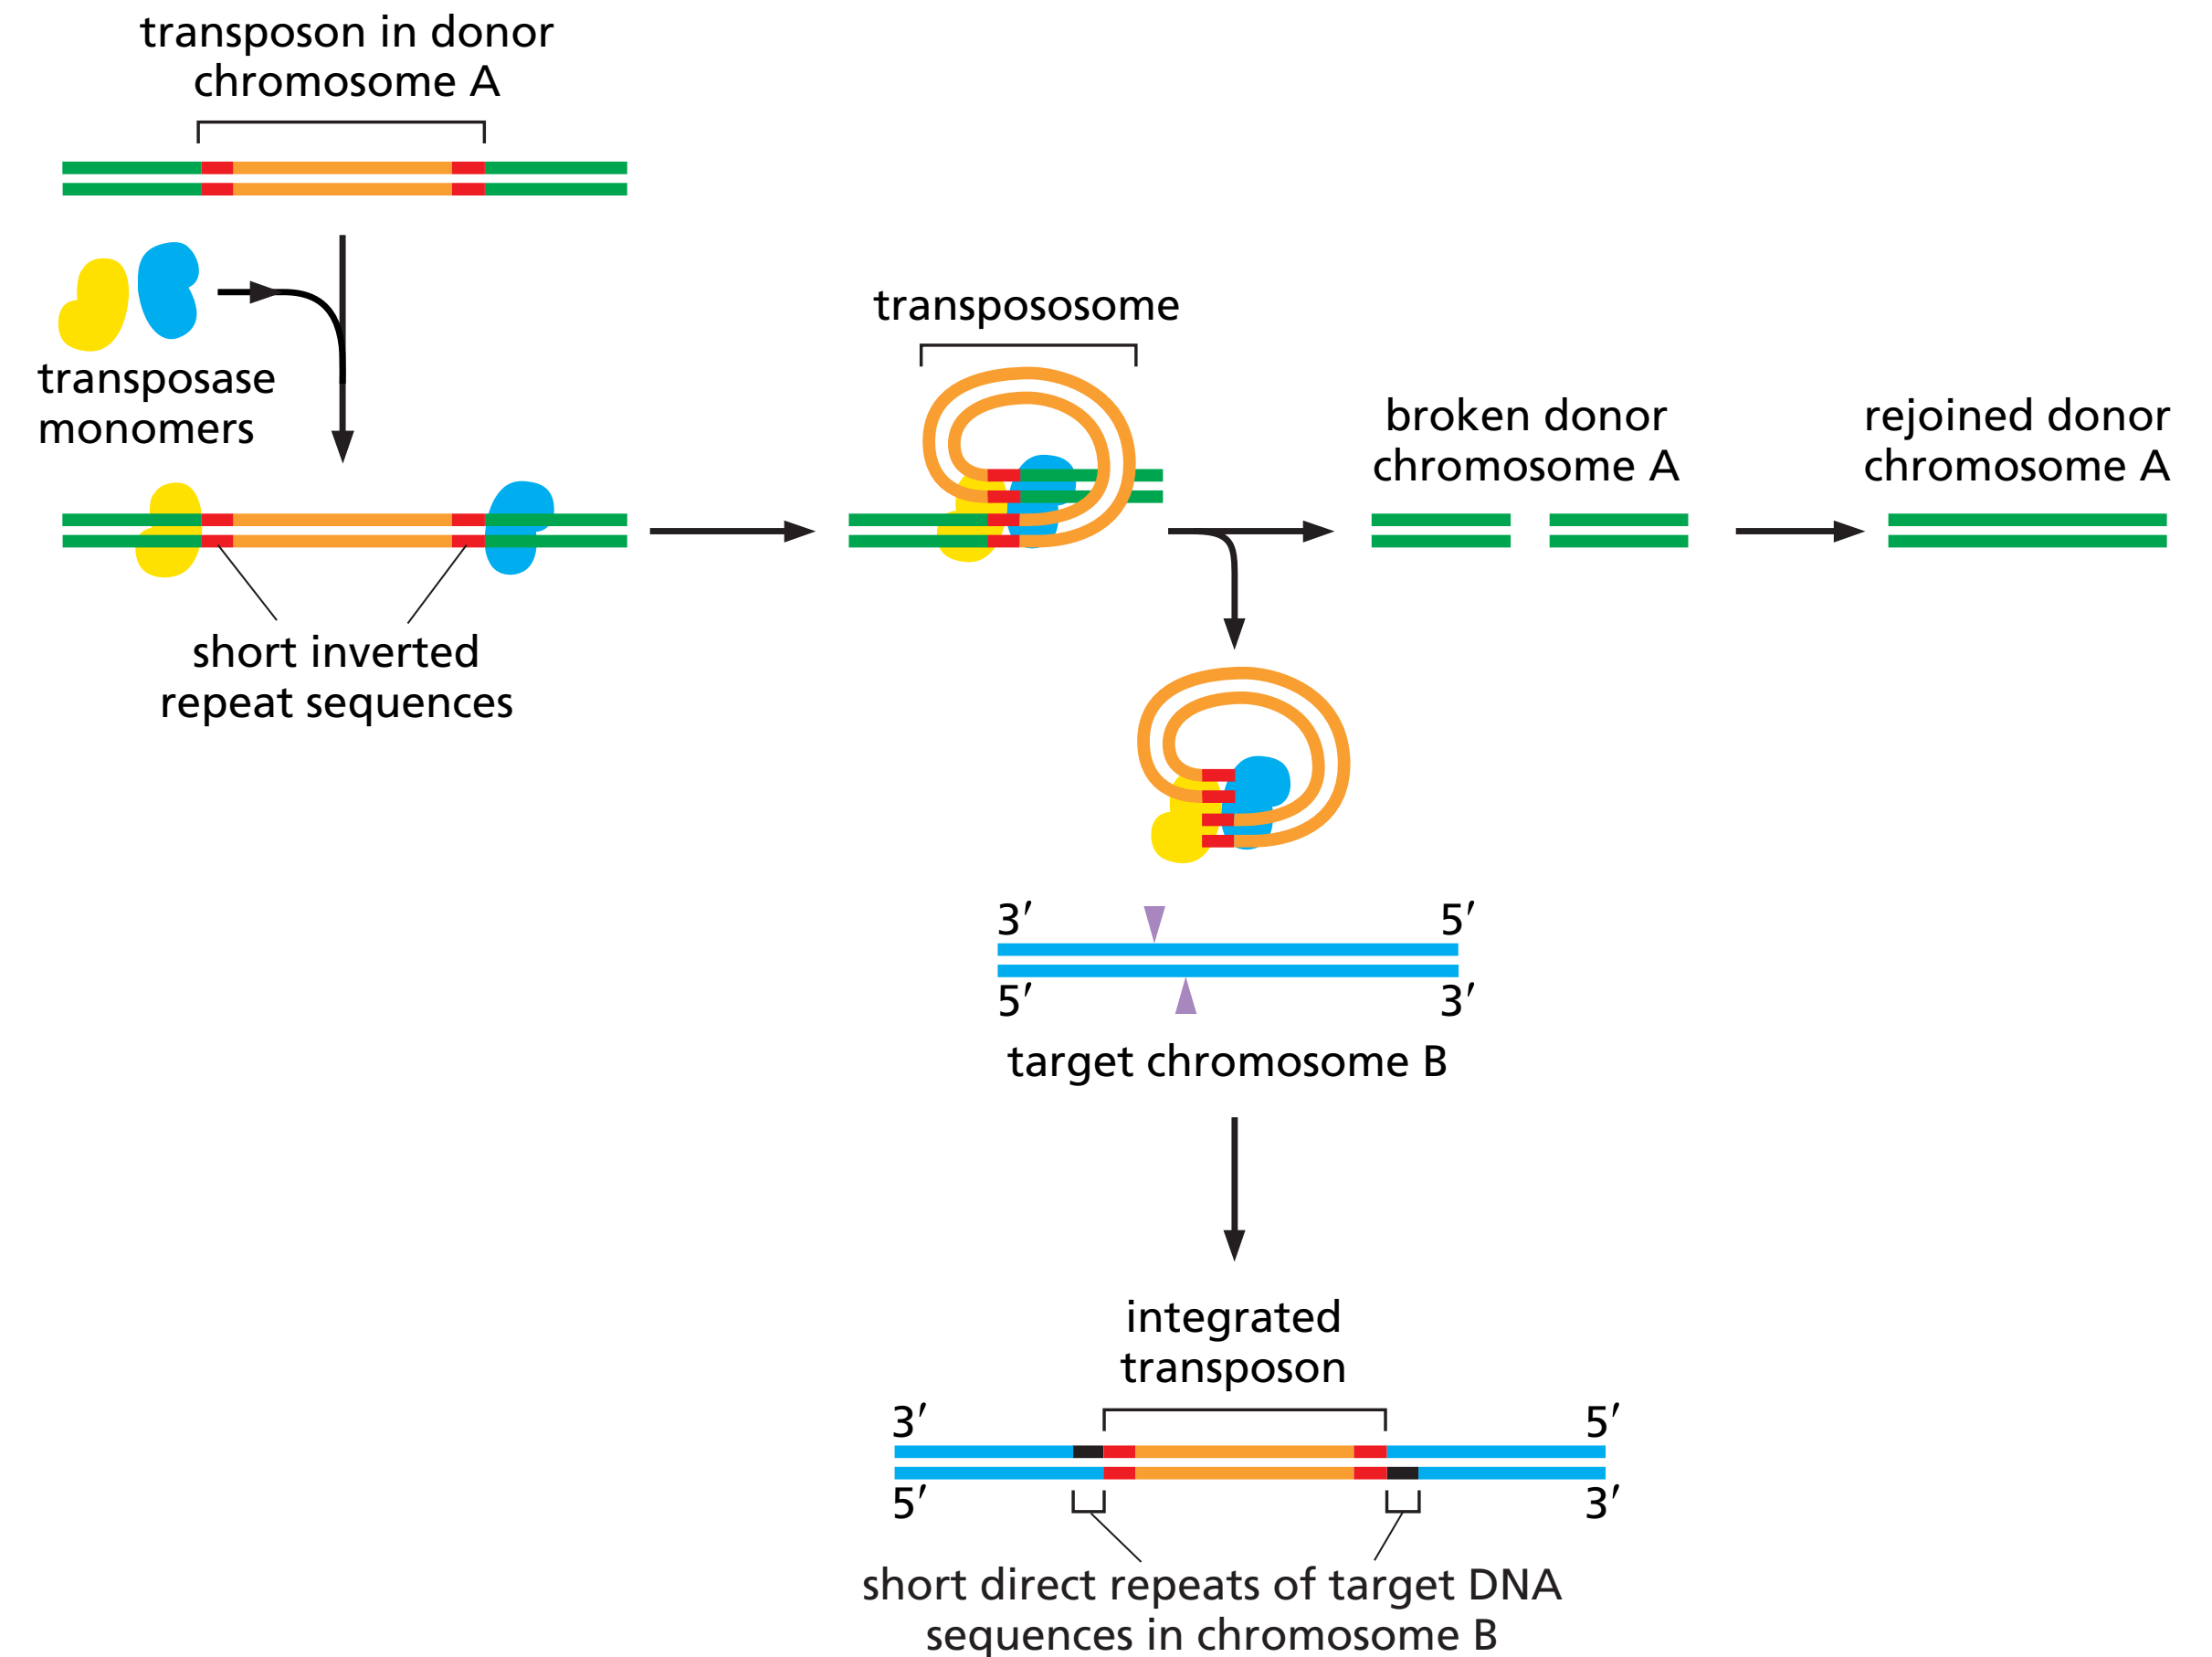 transposon in donor
chromosome A
transposase
monomers
short inverted
repeat sequences
transpososome
broken donor
chromosome A
rejoined donor
chromosome A
3′ 5′
5′ 3′
target chromosome B
integrated
transposon
3′ 5′
5′ 3′
short direct repeats of target DNA
sequences in chromosome B